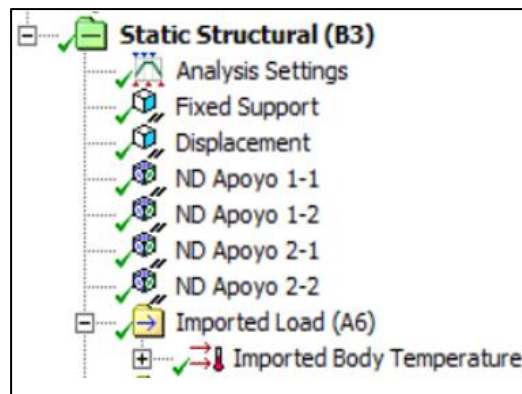 Static Structural (B3)
Analysis Settings
Fixed Support
Displacement
ND Apoyo 1-1
ND Apoyo 1-2
ND Apoyo 2-1
ND Apoyo 2-2
Imported Load (A6)
Imported Body Temperature